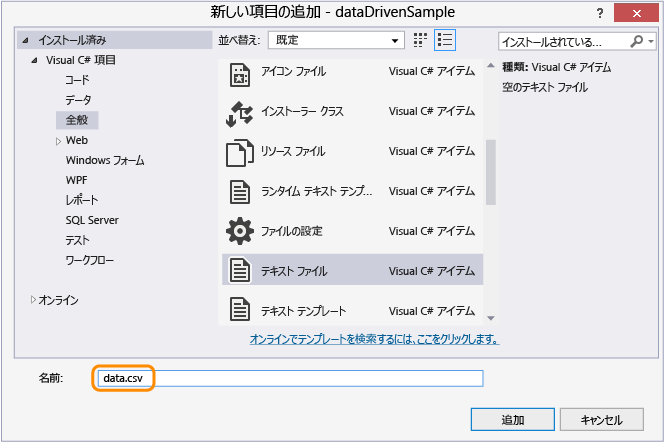 新しい項目の追加 - dataDrivenSample
? ×
インストール済み
並べ替え: 既定
インストールされている...
Visual C# 項目
コード
データ
全般
Web
Windows フォーム
WPF
レポート
SQL Server
テスト
ワークフロー
オンライン
アイコン ファイル Visual C# アイテム
インストーラー クラス Visual C# アイテム
リソース ファイル Visual C# アイテム
ランタイム テキスト テンプ... Visual C# アイテム
ファイルの設定 Visual C# アイテム
テキスト ファイル Visual C# アイテム
テキスト テンプレート Visual C# アイテム
オンラインでテンプレートを検索するには、ここをクリックします。
種類: Visual C# アイテム
空のテキスト ファイル
名前: data.csv
追加 キャンセル